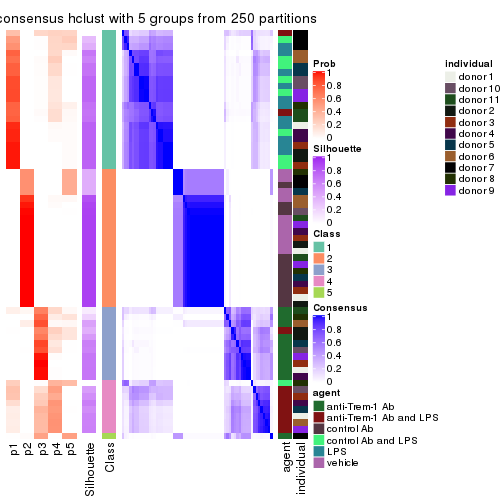 consensus hclust with 5 groups from 250 partitions
Prob
1
0.8
0.6
0.4
0.2
0
Silhouette
1
0.8
0.6
0.4
0.2
0
Class
1
2
3
4
5
Consensus
1
0.8
0.6
0.4
0.2
0
agent
anti-Trem-1 Ab
anti-Trem-1 Ab and LPS
control Ab
control Ab and LPS
LPS
vehicle
individual
donor 1
donor 10
donor 11
donor 2
donor 3
donor 4
donor 5
donor 6
donor 7
donor 8
donor 9
p1
p2
p3
p4
p5
Silhouette
Class
agent
individual